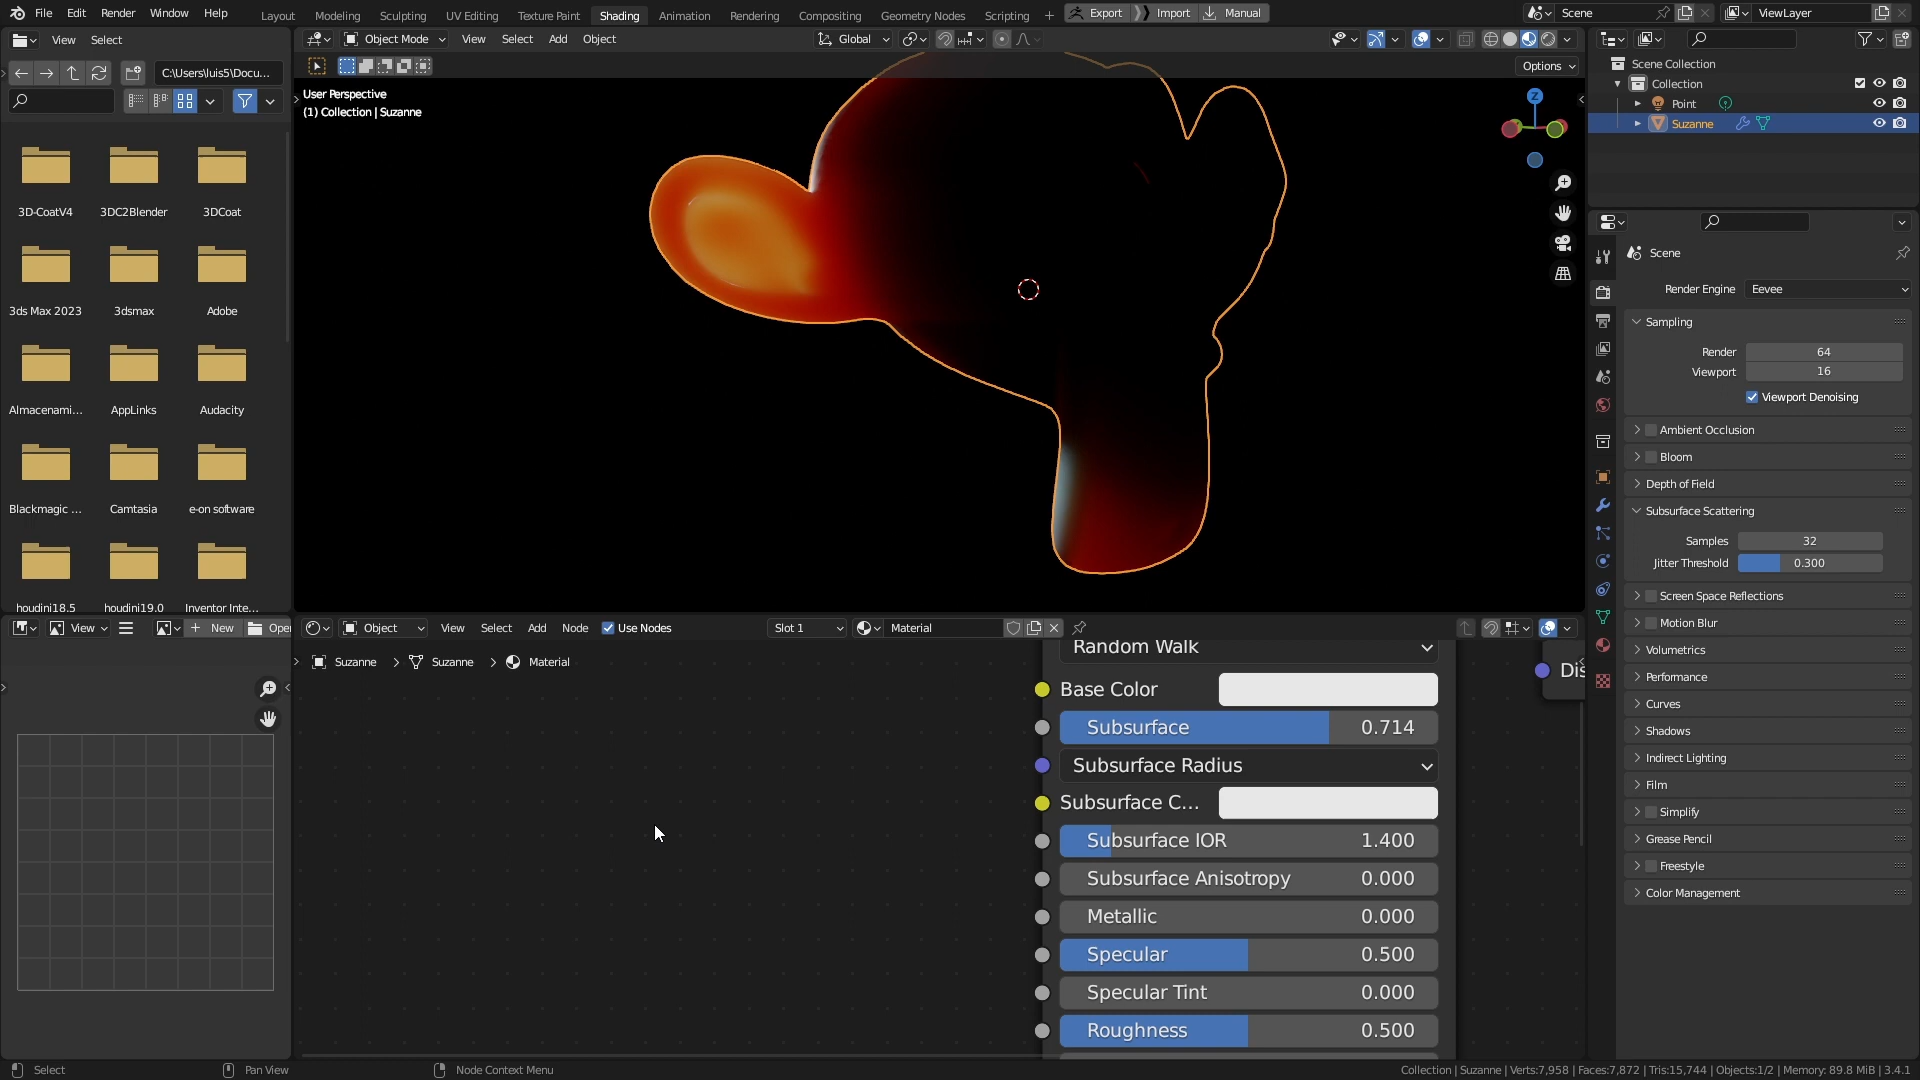 File Edit Render Window Help Layout Modeling Sculpting UV Editing Texture Paint Shading Animation Rendering Compositing Geometry Nodes Scripting + Export Import Manual Scene ViewLayer
View Select
Object Mode View Select Add Object Global
C:\Users\luis5\Docu...
Options
User Perspective
(1) Collection | Suzanne
Z
3D-CoatV4 3DC2Blender 3DCoat
3ds Max 2023 3dsmax Adobe
Almacenami... AppLinks Audacity
Blackmagic ... Camtasia e-on software
houdini18.5 houdini19.0 Inventor Inte...
Scene Collection
Collection
Point
Suzanne
Scene
Render Engine Eevee
Sampling
Render 64
Viewport 16
Viewport Denoising
Ambient Occlusion
Bloom
Depth of Field
Subsurface Scattering
Samples 32
Jitter Threshold 0.300
Screen Space Reflections
Motion Blur
Volumetrics
Performance
Curves
Shadows
Indirect Lighting
Film
Simplify
Grease Pencil
Freestyle
Color Management
View + New Open
Object View Select Add Node Use Nodes Slot 1 Material
Suzanne > Suzanne > Material
Random Walk
Base Color
Subsurface 0.714
Subsurface Radius
Subsurface C...
Subsurface IOR 1.400
Subsurface Anisotropy 0.000
Metallic 0.000
Specular 0.500
Specular Tint 0.000
Roughness 0.500
Dis
Select Pan View Node Context Menu Collection | Suzanne | Verts:7,958 | Faces:7,872 | Tris:15,744 | Objects:1/2 | Memory: 89.8 MiB | 3.4.1